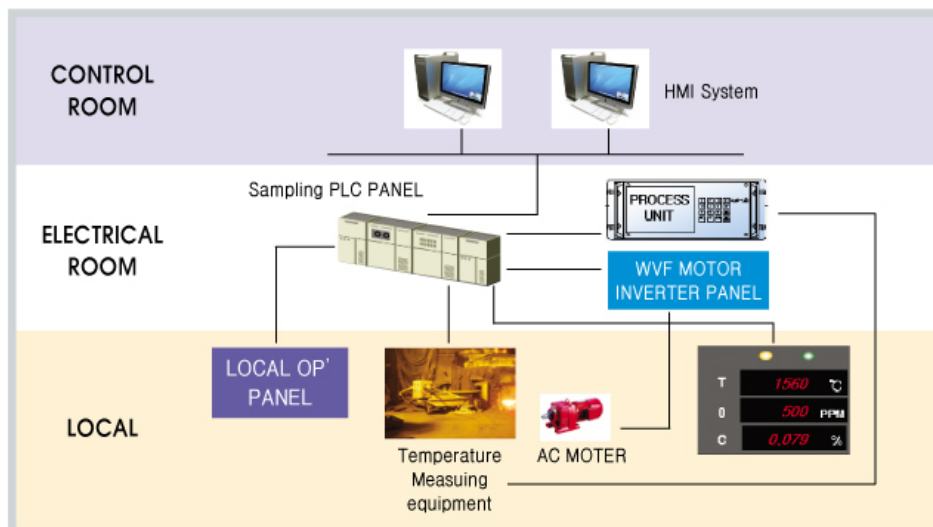 CONTROL
ROOM
HMI System
Sampling PLC PANEL
ELECTRICAL
ROOM
PROCESS
UNIT
WVF MOTOR
INVERTER PANEL
LOCAL OP'
PANEL
LOCAL
Temperature
Measuing
equipment
AC MOTER
T 1560 ℃
0 500 PPM
C 0.079 %